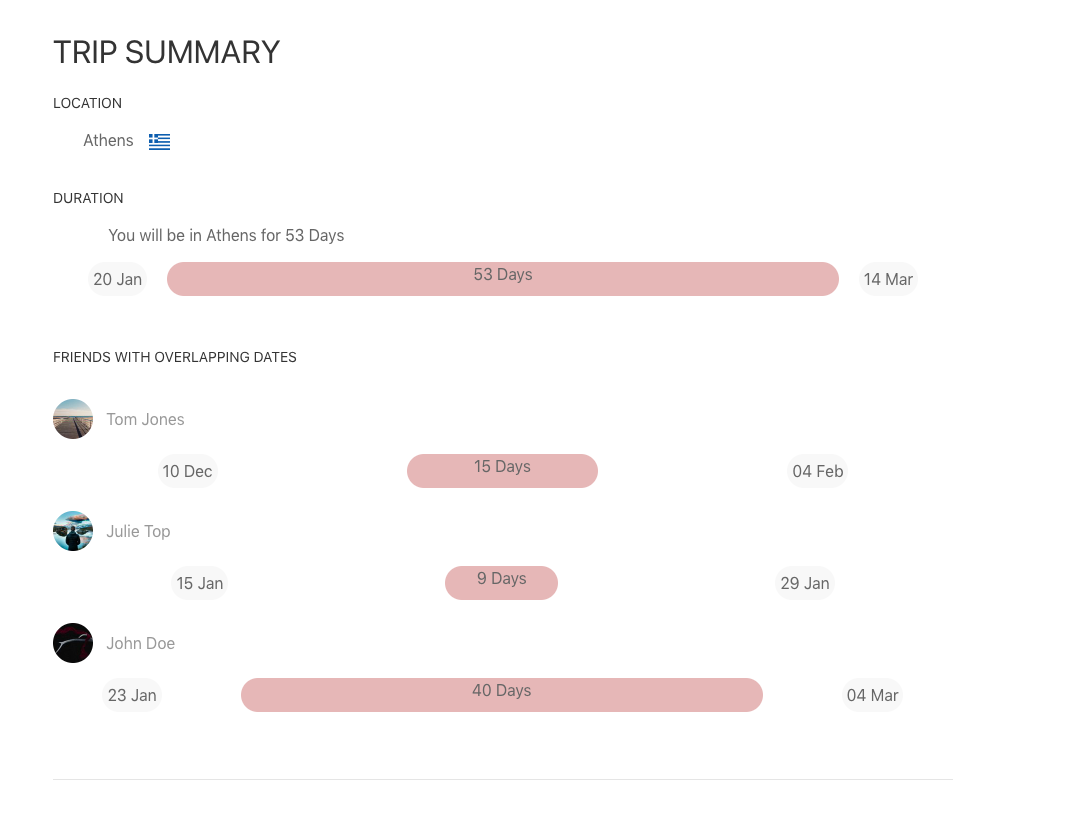 TRIP SUMMARY
LOCATION
Athens
DURATION
You will be in Athens for 53 Days
20 Jan 53 Days 14 Mar
FRIENDS WITH OVERLAPPING DATES
Tom Jones
10 Dec 15 Days 04 Feb
Julie Top
15 Jan 9 Days 29 Jan
John Doe
23 Jan 40 Days 04 Mar